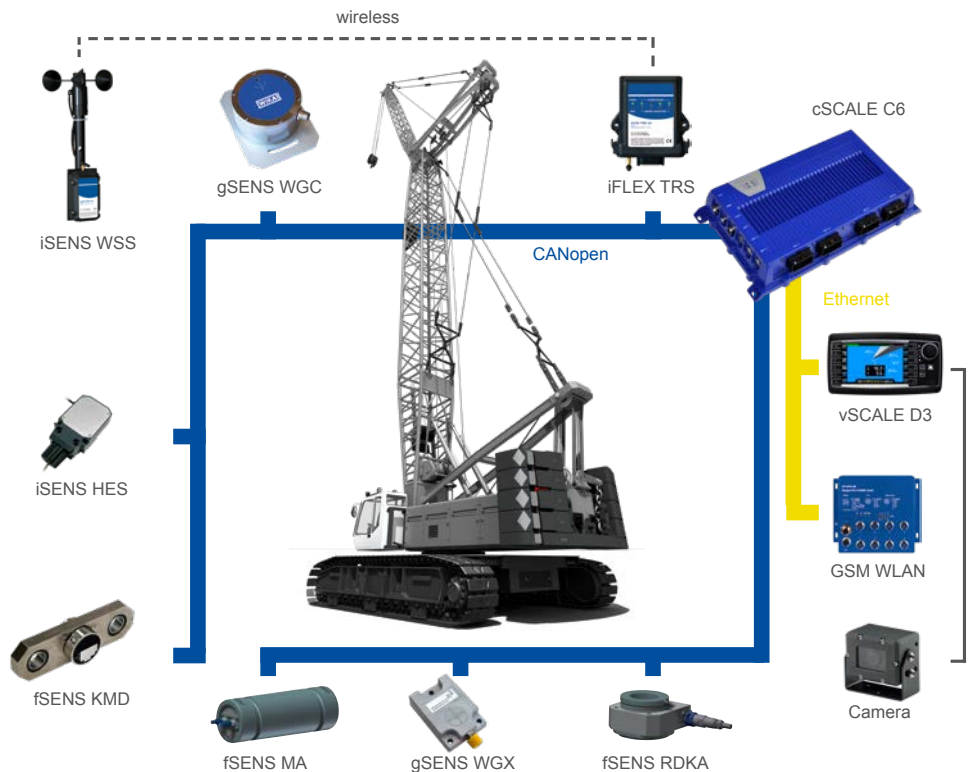 wireless
cSCALE C6
WIKA
gSENS WGC
iFLEX TRS
iSENS WSS
CANopen
Ethernet
vSCALE D3
iSENS HES
GSM WLAN
fSENS KMD
Camera
fSENS MA
gSENS WGX
fSENS RDKA